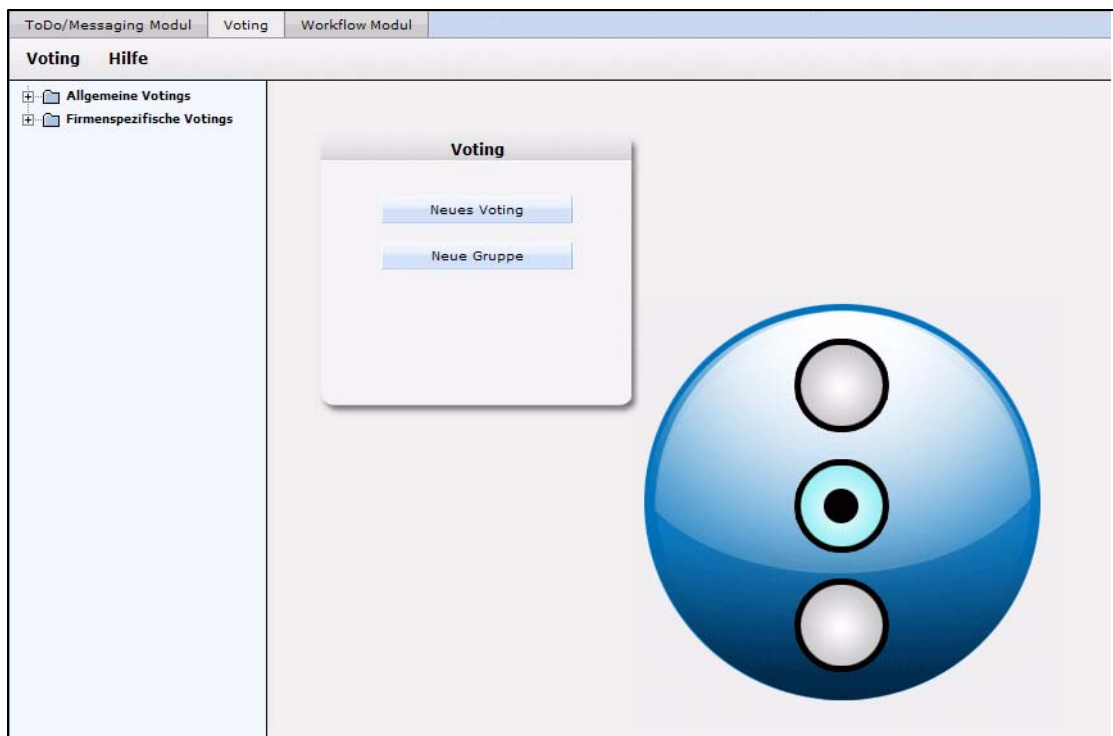 ToDo/Messaging Modul Voting Workflow Modul
Voting Hilfe
Allgemeine Votings
Firmenspezifische Votings
Voting
Neues Voting
Neue Gruppe